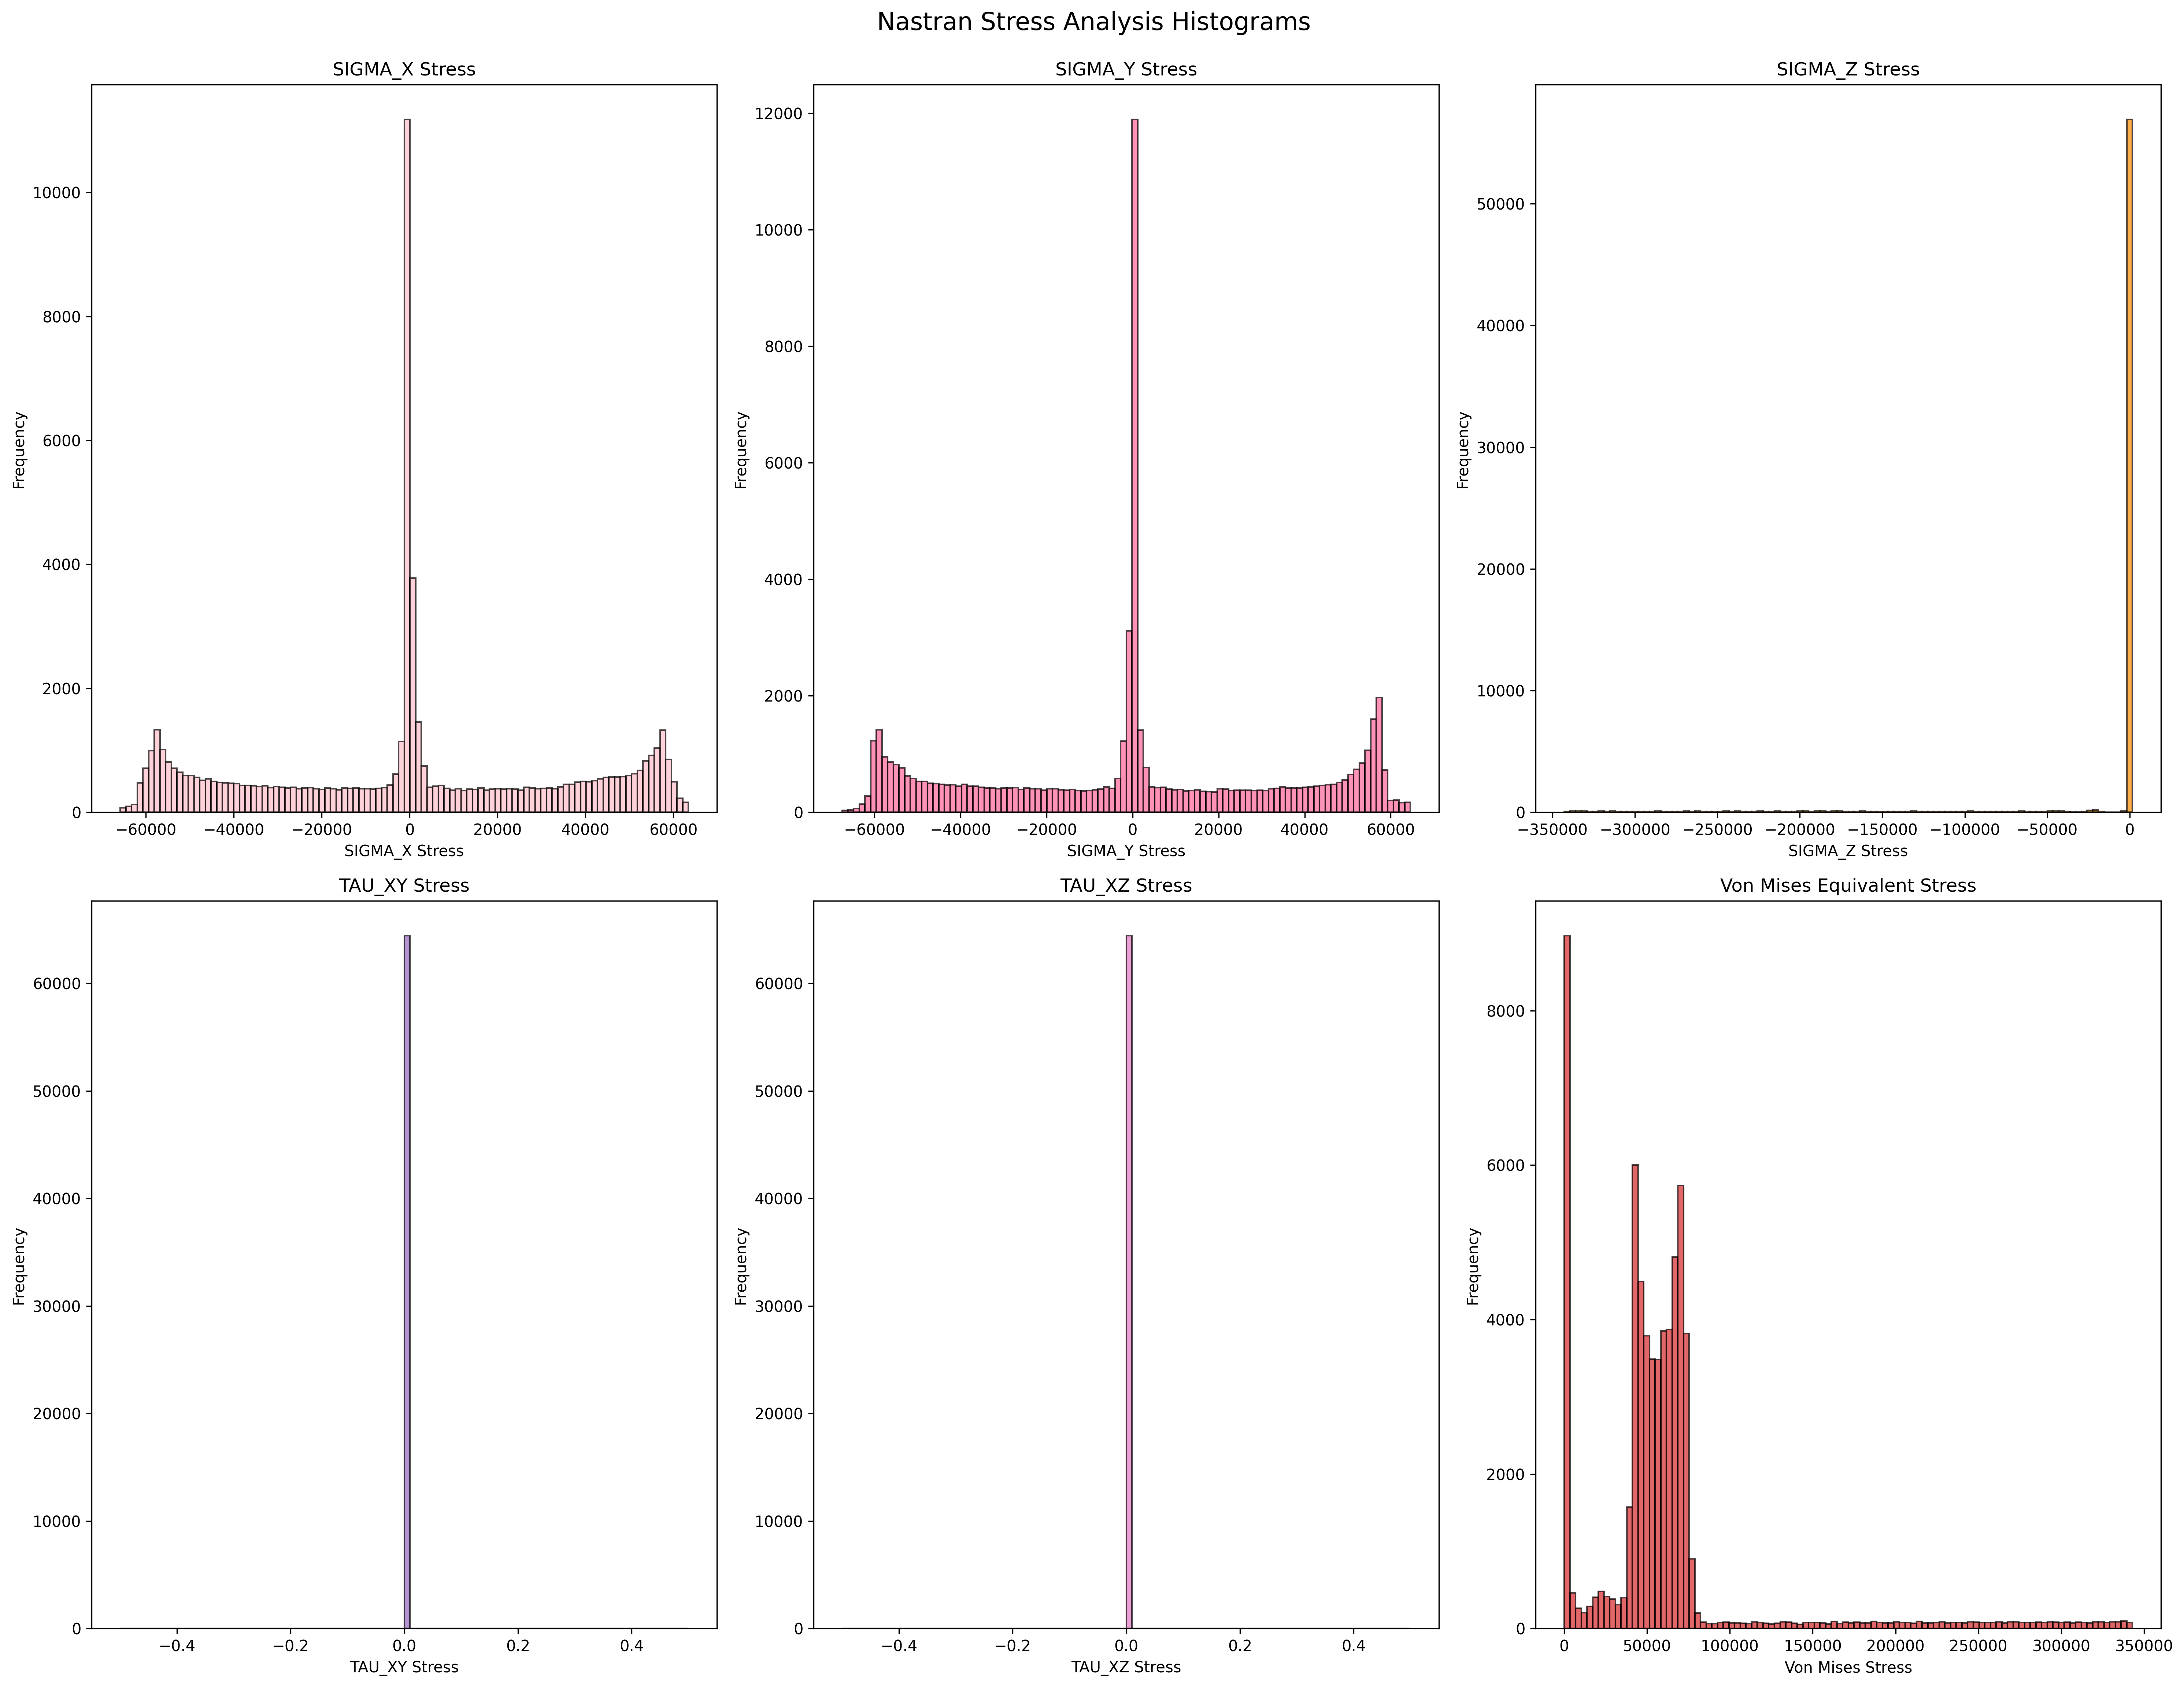 Nastran Stress Analysis Histograms
SIGMA_X Stress
Frequency
10000
8000
6000
4000
2000
0
−60000 −40000 −20000 0 20000 40000 60000
SIGMA_X Stress
SIGMA_Y Stress
Frequency
12000
10000
8000
6000
4000
2000
0
−60000 −40000 −20000 0 20000 40000 60000
SIGMA_Y Stress
SIGMA_Z Stress
Frequency
50000
40000
30000
20000
10000
0
−350000 −300000 −250000 −200000 −150000 −100000 −50000 0
SIGMA_Z Stress
TAU_XY Stress
Frequency
60000
50000
40000
30000
20000
10000
0
−0.4 −0.2 0.0 0.2 0.4
TAU_XY Stress
TAU_XZ Stress
Frequency
60000
50000
40000
30000
20000
10000
0
−0.4 −0.2 0.0 0.2 0.4
TAU_XZ Stress
Von Mises Equivalent Stress
Frequency
8000
6000
4000
2000
0
0 50000 100000 150000 200000 250000 300000 350000
Von Mises Stress